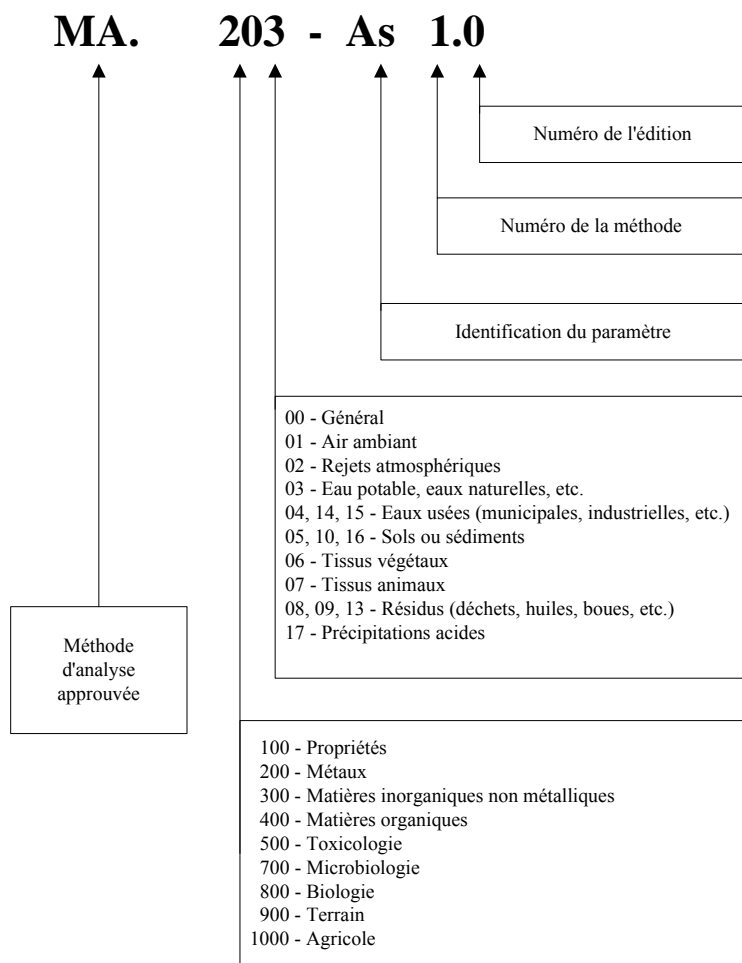 MA. 203 - As 1.0
Numéro de l'édition
Numéro de la méthode
Identification du paramètre
00 - Général
01 - Air ambiant
02 - Rejets atmosphériques
03 - Eau potable, eaux naturelles, etc.
04, 14, 15 - Eaux usées (municipales, industrielles, etc.)
05, 10, 16 - Sols ou sédiments
06 - Tissus végétaux
07 - Tissus animaux
08, 09, 13 - Résidus (déchets, huiles, boues, etc.)
17 - Précipitations acides
Méthode
d'analyse
approuvée
100 - Propriétés
200 - Métaux
300 - Matières inorganiques non métalliques
400 - Matières organiques
500 - Toxicologie
700 - Microbiologie
800 - Biologie
900 - Terrain
1000 - Agricole